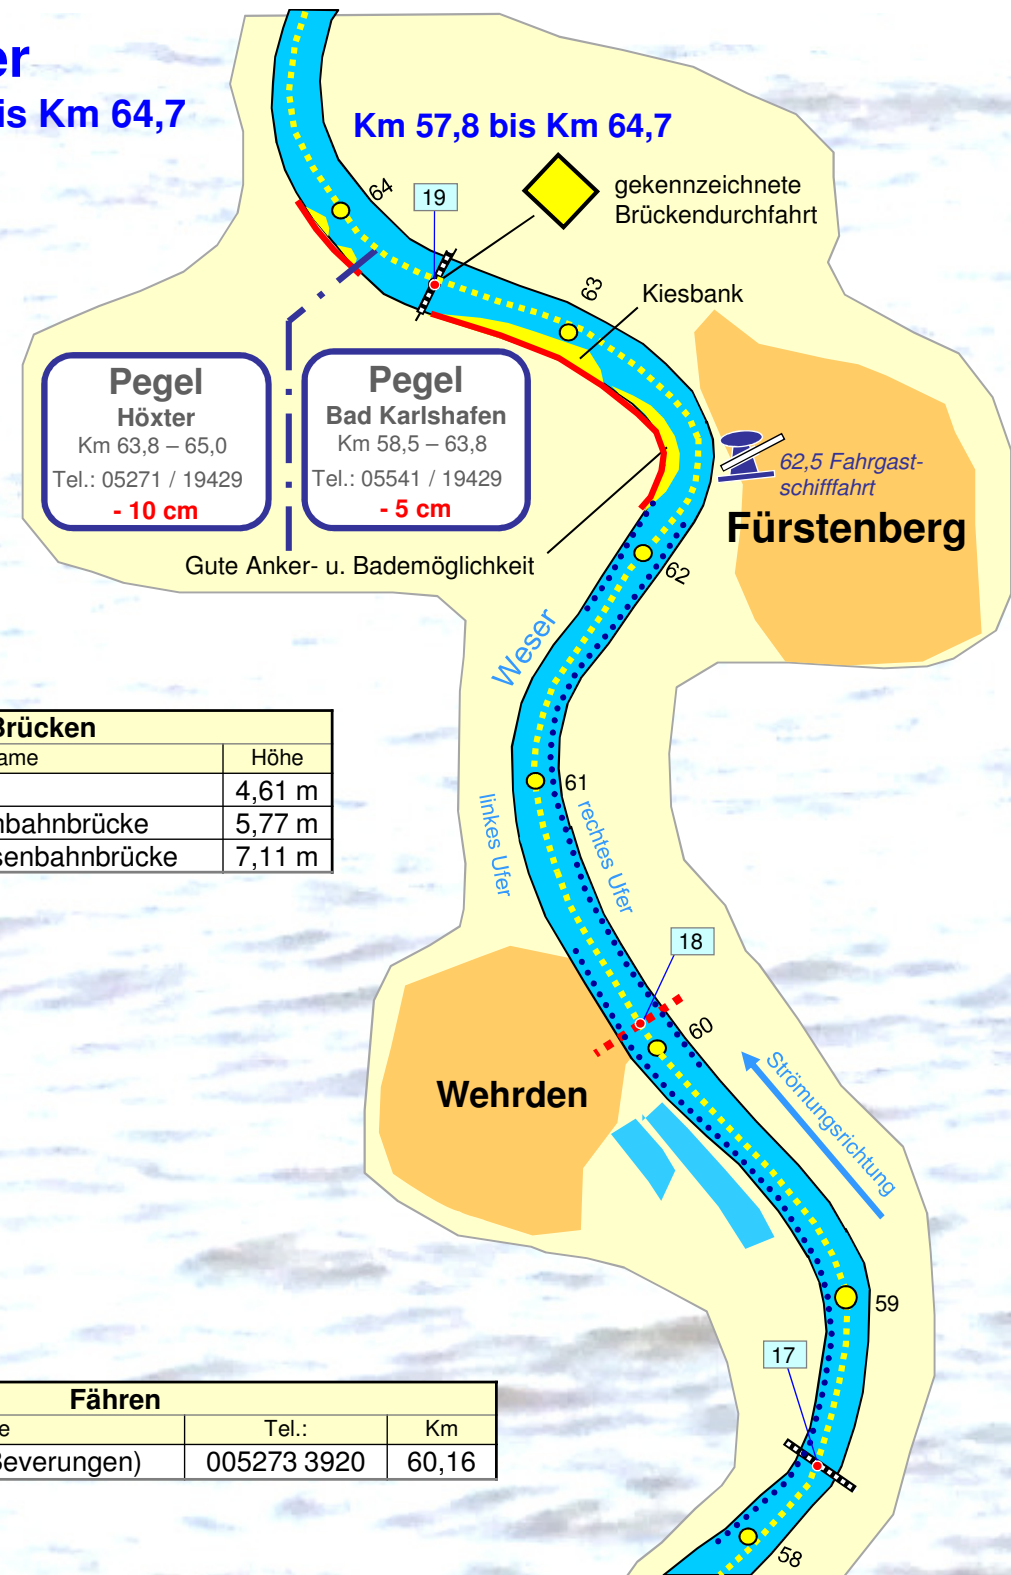 er
is Km 64,7
Km 57,8 bis Km 64,7
64
19
gekennzeichnete
Brückendurchfahrt
63
Kiesbank
Pegel
Höxter
Km 63,8 – 65,0
Tel.: 05271 / 19429
- 10 cm
Pegel
Bad Karlshafen
Km 58,5 – 63,8
Tel.: 05541 / 19429
- 5 cm
62,5 Fahrgast-
schifffahrt
Fürstenberg
Gute Anker- u. Bademöglichkeit
62
Weser
Brücken
ame Höhe
4,61 m
nbahnbrücke 5,77 m
senbahnbrücke 7,11 m
61
linkes Ufer
rechtes Ufer
18
60
Wehrden
Strömungsrichtung
59
17
Fähren
e Tel.: Km
Beverungen) 005273 3920 60,16
58